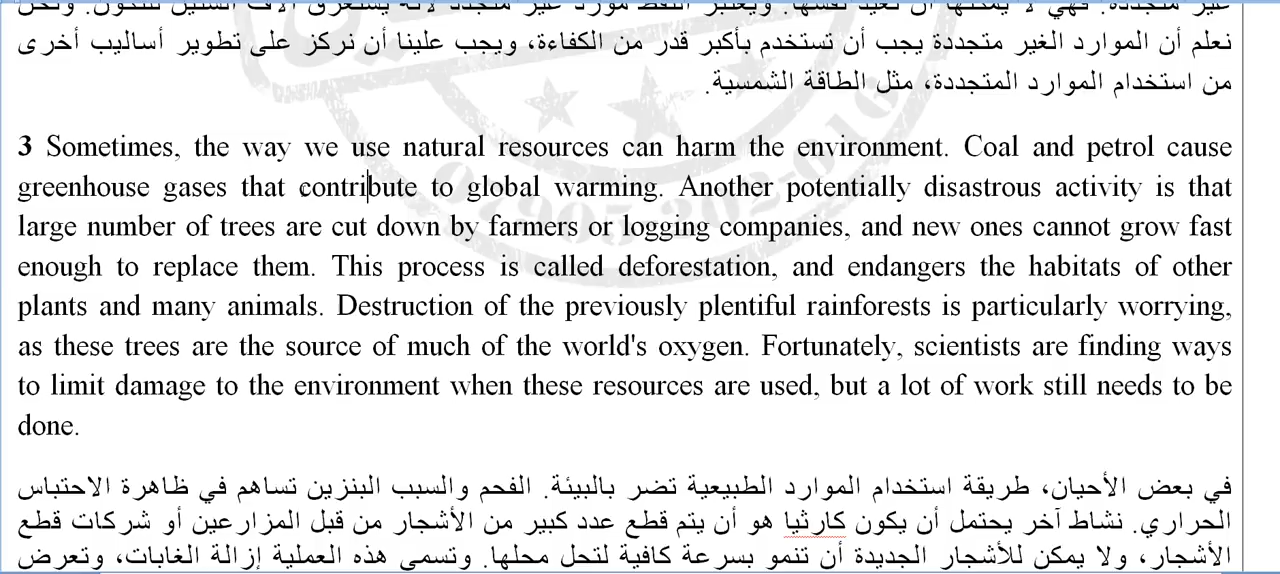 غير متجددة. فهي لا يمكنها أن تعيد نفسها. ويعتبر النفط مورد غير متجدد لأنه يستغرق آلاف السنين لتتكون. ونحن
نعلم أن الموارد الغير متجددة يجب أن تستخدم بأكبر قدر من الكفاءة، ويجب علينا أن نركز على تطوير أساليب أخرى
من استخدام الموارد المتجددة، مثل الطاقة الشمسية.
3 Sometimes, the way we use natural resources can harm the environment. Coal and petrol cause
greenhouse gases that contribute to global warming. Another potentially disastrous activity is that
large number of trees are cut down by farmers or logging companies, and new ones cannot grow fast
enough to replace them. This process is called deforestation, and endangers the habitats of other
plants and many animals. Destruction of the previously plentiful rainforests is particularly worrying,
as these trees are the source of much of the world's oxygen. Fortunately, scientists are finding ways
to limit damage to the environment when these resources are used, but a lot of work still needs to be
done.
في بعض الأحيان، طريقة استخدام الموارد الطبيعية تضر بالبيئة. الفحم والسبب البنزين تساهم في ظاهرة الاحتباس
الحراري. نشاط آخر يحتمل أن يكون كارثيا هو أن يتم قطع عدد كبير من الأشجار من قبل المزارعين أو شركات قطع
الأشجار، ولا يمكن للأشجار الجديدة أن تنمو بسرعة كافية لتحل محلها. وتسمى هذه العملية إزالة الغابات، وتعرض